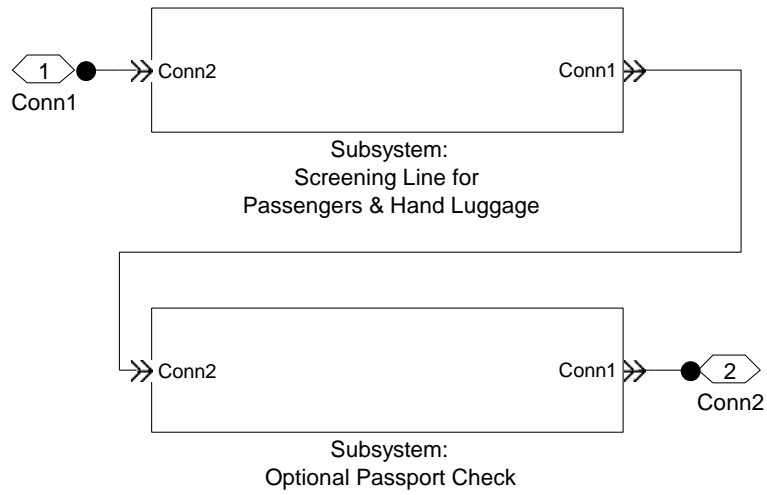 1
Conn1
Conn2
Conn1
Subsystem:
Screening Line for
Passengers & Hand Luggage
Conn2
Conn1
2
Conn2
Subsystem:
Optional Passport Check